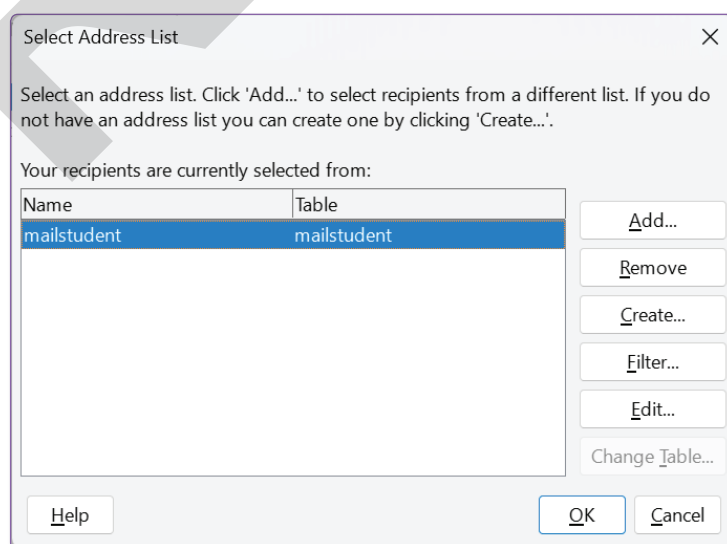 Select Address List
Select an address list. Click 'Add...' to select recipients from a different list. If you do
not have an address list you can create one by clicking 'Create...'.
Your recipients are currently selected from:
Name Table
mailstudent mailstudent
Add...
Remove
Create...
Filter...
Edit...
Change Table...
Help OK Cancel